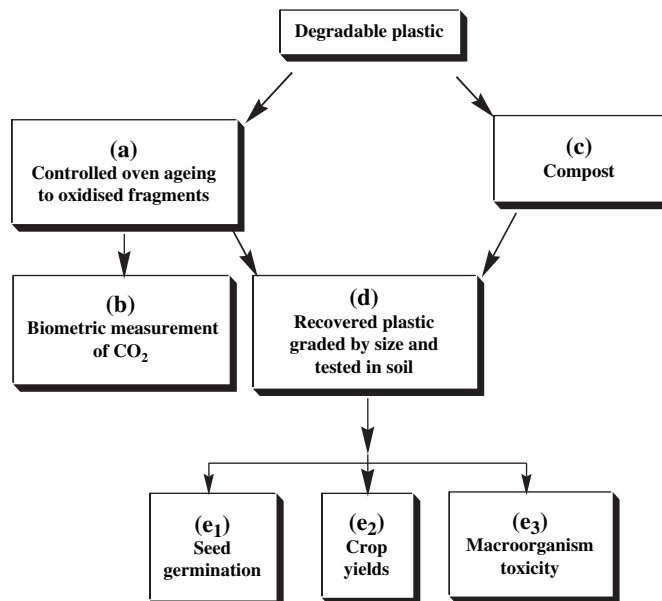 Degradable plastic
(a)
Controlled oven ageing
to oxidised fragments
(c)
Compost
(b)
Biometric measurement
of CO₂
(d)
Recovered plastic
graded by size and
tested in soil
(e₁)
Seed
germination
(e₂)
Crop
yields
(e₃)
Macroorganism
toxicity